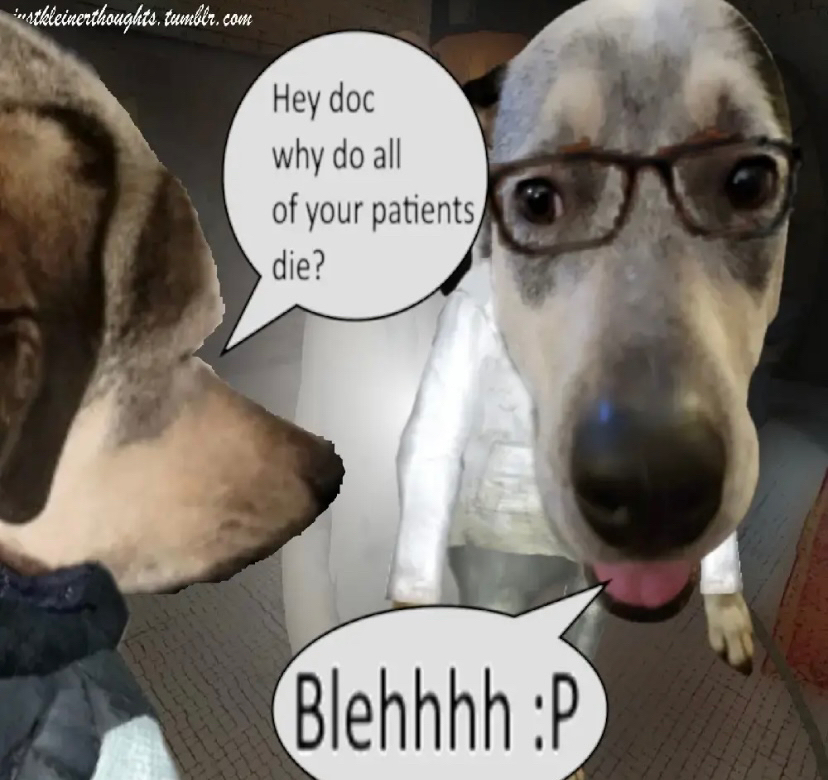 justkleinerthoughts.tumblr.com
Hey doc
why do all
of your patients
die?
Blehhhh :P